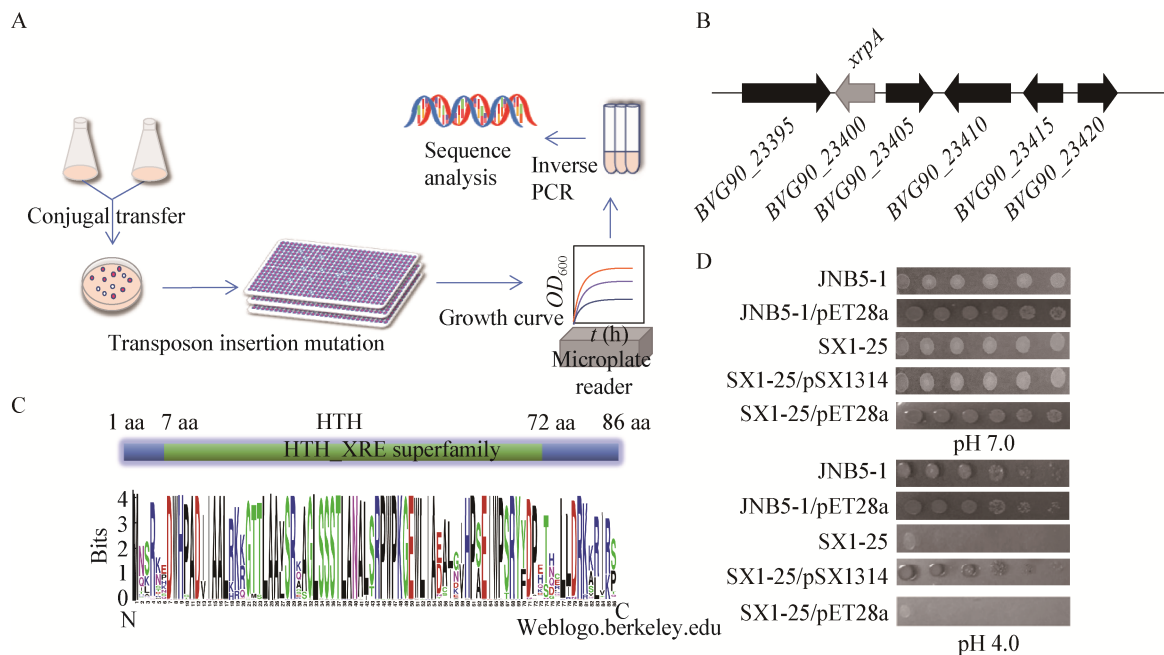 A
Conjugal transfer
Transposon insertion mutation
Growth curve
OD600
t (h)
Microplate
reader
Inverse
PCR
Sequence
analysis
B
xrpA
BVG90_23395
BVG90_23400
BVG90_23405
BVG90_23410
BVG90_23415
BVG90_23420
C
1 aa 7 aa HTH 72 aa 86 aa
HTH_XRE superfamily
Bits
4
3
2
1
0
N
C
Weblogo.berkeley.edu
D
JNB5-1
JNB5-1/pET28a
SX1-25
SX1-25/pSX1314
SX1-25/pET28a
pH 7.0
JNB5-1
JNB5-1/pET28a
SX1-25
SX1-25/pSX1314
SX1-25/pET28a
pH 4.0